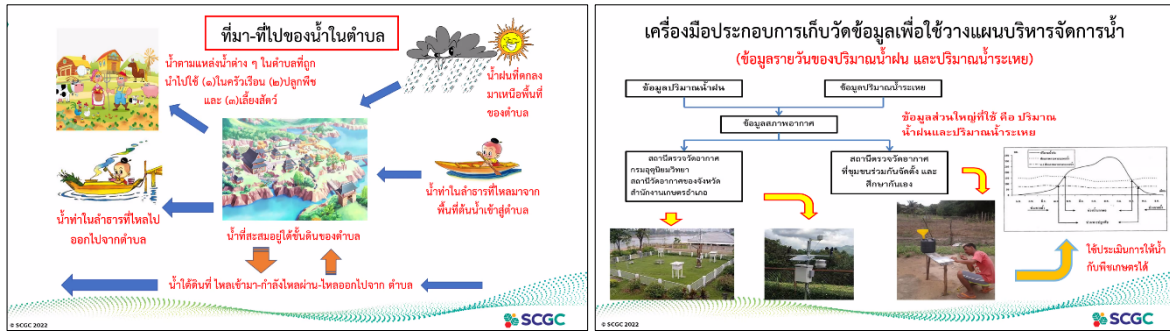 ที่มา-ที่ไปของน้ำในตำบล
น้ำตามแหล่งน้ำต่าง ๆ ในตำบลที่ถูก
นำไปใช้ (๑)ในครัวเรือน (๒)ปลูกพืช
และ (๓)เลี้ยงสัตว์
น้ำฝนที่ตกลง
มาเหนือพื้นที่
ของตำบล
น้ำท่าในลำธารที่ไหลมาจาก
พื้นที่ต้นน้ำเข้าสู่ตำบล
น้ำท่าในลำธารที่ไหลไป
ออกไปจากตำบล
น้ำที่สะสมอยู่ใต้ชั้นดินของตำบล
น้ำใต้ดินที่ ไหลเข้ามา-กำลังไหลผ่าน-ไหลออกไปจาก ตำบล
© SCGC 2022
SCGC
เครื่องมือประกอบการเก็บวัดข้อมูลเพื่อใช้วางแผนบริหารจัดการน้ำ
(ข้อมูลรายวันของปริมาณน้ำฝน และปริมาณน้ำระเหย)
ข้อมูลปริมาณน้ำฝน
ข้อมูลปริมาณน้ำระเหย
ข้อมูลสภาพอากาศ
ข้อมูลส่วนใหญ่ที่ใช้ คือ ปริมาณ
น้ำฝนและปริมาณน้ำระเหย
สถานีตรวจวัดอากาศ
กรมอุตุนิยมวิทยา
สถานีวัดอากาศของจังหวัด
สำนักงานเกษตรอำเภอ
สถานีตรวจวัดอากาศ
ที่ชุมชนร่วมกันจัดตั้ง และ
ศึกษากันเอง
ใช้ประเมินการให้น้ำ
กับพืชเกษตรได้
© SCGC 2022
SCGC